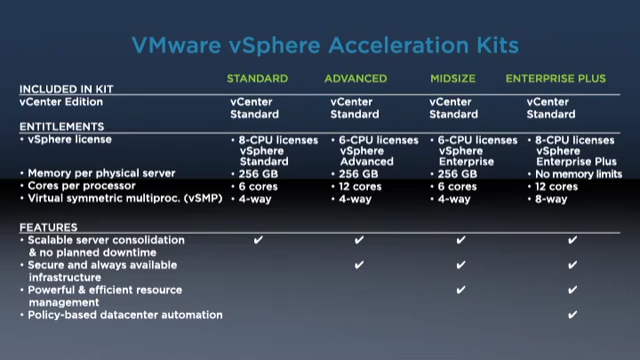 VMware vSphere Acceleration Kits
STANDARD ADVANCED MIDSIZE ENTERPRISE PLUS
INCLUDED IN KIT
vCenter Edition vCenter Standard vCenter Standard vCenter Standard vCenter Standard
ENTITLEMENTS
• vSphere license • 8-CPU licenses vSphere Standard • 6-CPU licenses vSphere Advanced • 6-CPU licenses vSphere Enterprise • 8-CPU licenses vSphere Enterprise Plus
• Memory per physical server • 256 GB • 256 GB • 256 GB • No memory limits
• Cores per processor • 6 cores • 12 cores • 6 cores • 12 cores
• Virtual symmetric multiproc. (vSMP) • 4-way • 4-way • 4-way • 8-way
FEATURES
• Scalable server consolidation & no planned downtime ✔ ✔ ✔ ✔
• Secure and always available infrastructure ✔ ✔ ✔
• Powerful & efficient resource management ✔ ✔
• Policy-based datacenter automation ✔